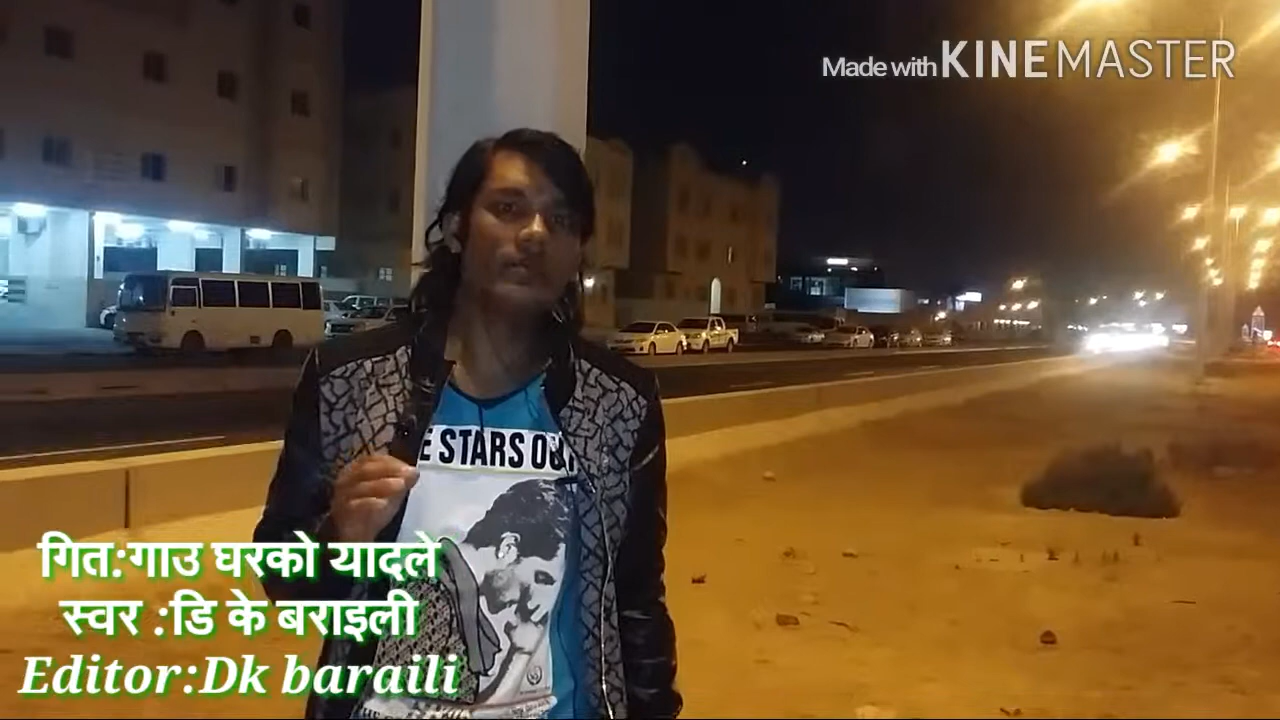 Made with KINEMASTER
E STARS OU
गित:गाउ घरको यादले
स्वर :डि के बराइली
Editor:Dk baraili